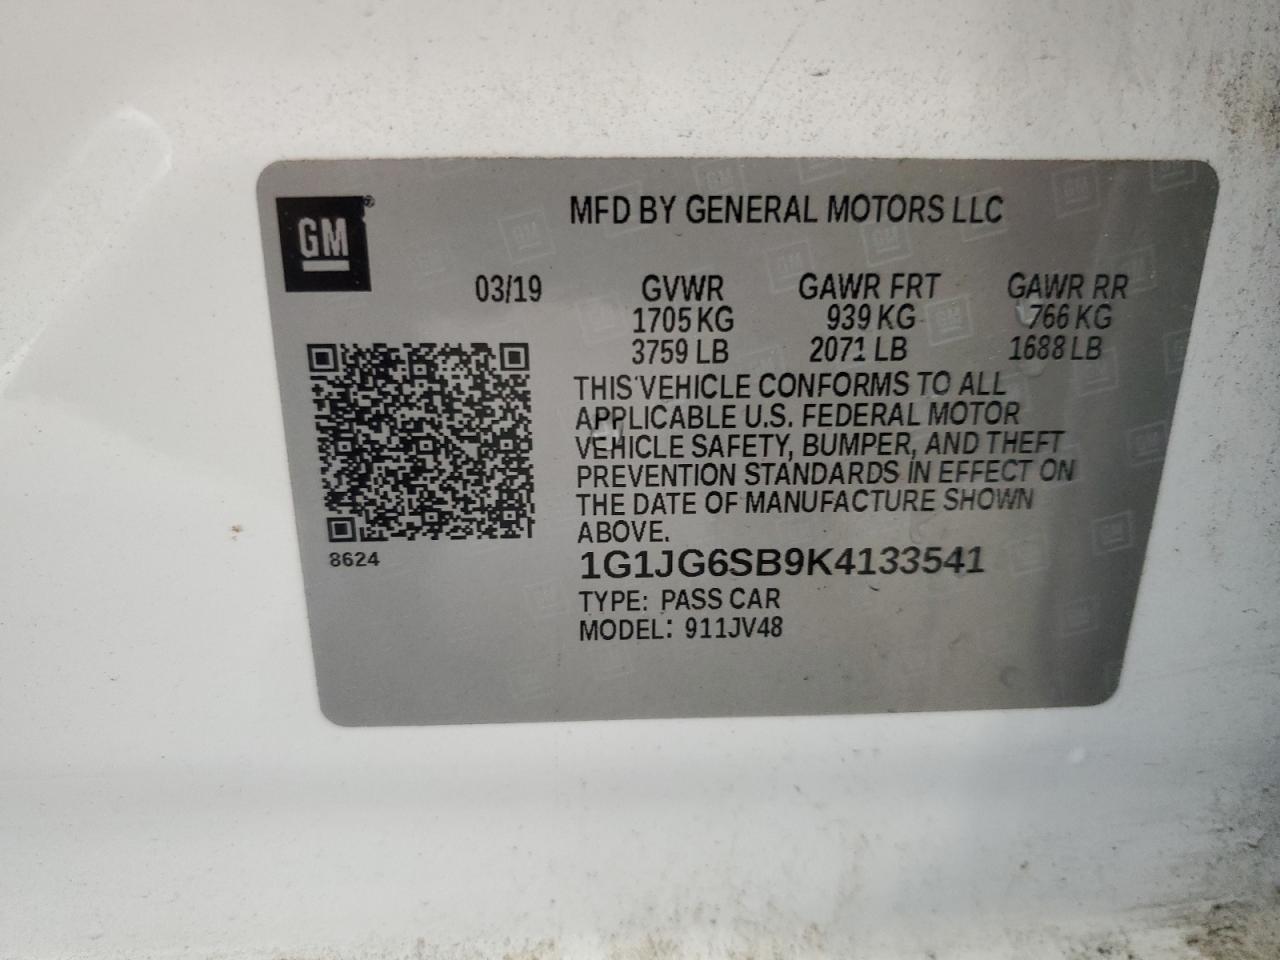 GM®
MFD BY GENERAL MOTORS LLC
03/19 GVWR GAWR FRT GAWR RR
1705 KG 939 KG 766 KG
3759 LB 2071 LB 1688 LB
THIS VEHICLE CONFORMS TO ALL
APPLICABLE U.S. FEDERAL MOTOR
VEHICLE SAFETY, BUMPER, AND THEFT
PREVENTION STANDARDS IN EFFECT ON
THE DATE OF MANUFACTURE SHOWN
ABOVE.
8624
1G1JG6SB9K4133541
TYPE: PASS CAR
MODEL: 911JV48